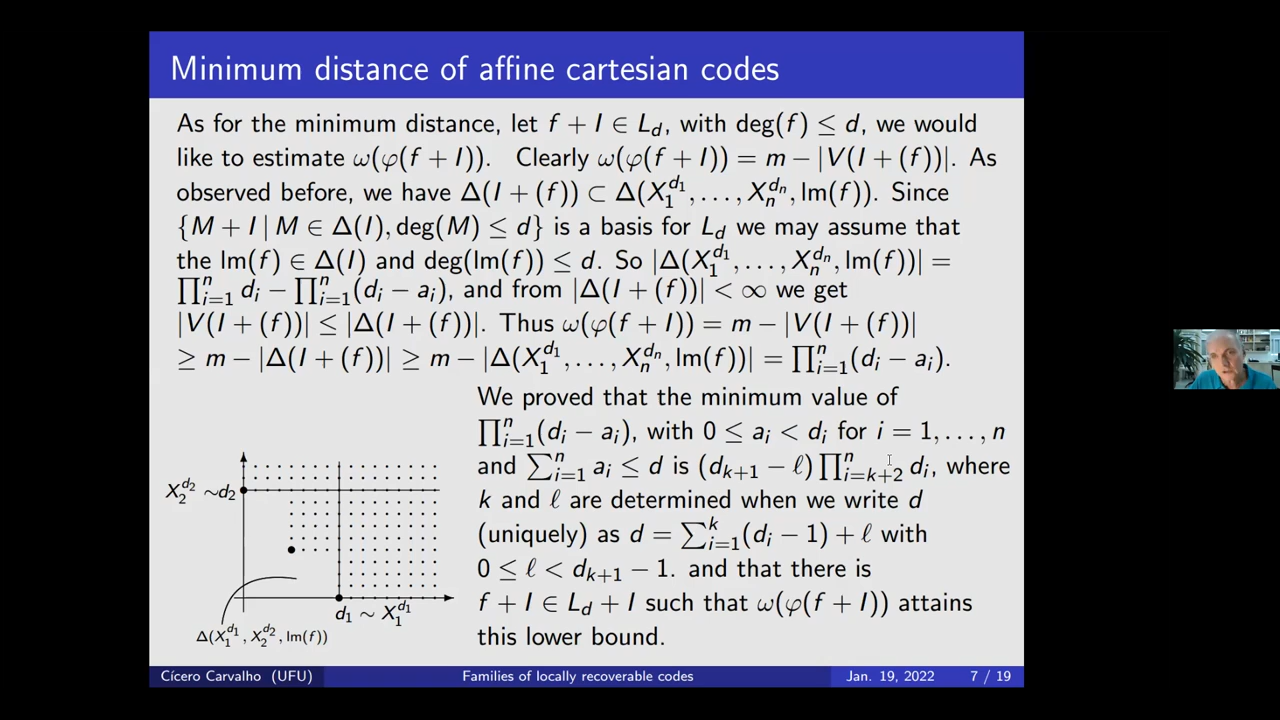 Minimum distance of affine cartesian codes
As for the minimum distance, let f + I ∈ L_d, with deg(f) ≤ d, we would
like to estimate ω(φ(f + I)). Clearly ω(φ(f + I)) = m − |V(I + (f))|. As
observed before, we have Δ(I + (f)) ⊂ Δ(X_1^{d_1}, . . . , X_n^{d_n}, lm(f)). Since
{M + I | M ∈ Δ(I), deg(M) ≤ d} is a basis for L_d we may assume that
the lm(f) ∈ Δ(I) and deg(lm(f)) ≤ d. So |Δ(X_1^{d_1}, . . . , X_n^{d_n}, lm(f))| =
∏_{i=1}^n d_i − ∏_{i=1}^n (d_i − a_i), and from |Δ(I + (f))| < ∞ we get
|V(I + (f))| ≤ |Δ(I + (f))|. Thus ω(φ(f + I)) = m − |V(I + (f))|
≥ m − |Δ(I + (f))| ≥ m − |Δ(X_1^{d_1}, . . . , X_n^{d_n}, lm(f))| = ∏_{i=1}^n (d_i − a_i).
We proved that the minimum value of
∏_{i=1}^n (d_i − a_i), with 0 ≤ a_i < d_i for i = 1, . . . , n
and ∑_{i=1}^n a_i ≤ d is (d_{k+1} − ℓ) ∏_{i=k+2}^n d_i, where
k and ℓ are determined when we write d
(uniquely) as d = ∑_{i=1}^k (d_i − 1) + ℓ with
0 ≤ ℓ < d_{k+1} − 1. and that there is
f + I ∈ L_d + I such that ω(φ(f + I)) attains
this lower bound.
X_2^{d_2} ∼d_2
d_1 ∼ X_1^{d_1}
Δ(X_1^{d_1}, X_2^{d_2}, lm(f))
Cícero Carvalho (UFU) Families of locally recoverable codes Jan. 19, 2022 7 / 19